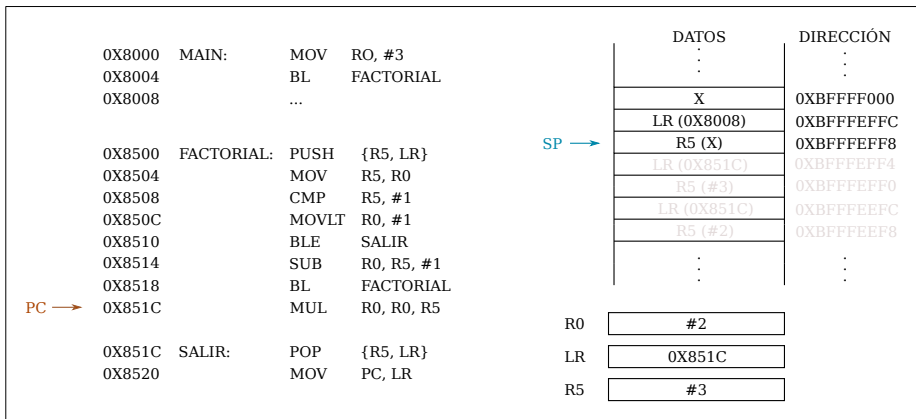 0X8000 MAIN: MOV RO, #3
0X8004 BL FACTORIAL
0X8008 ...
0X8500 FACTORIAL: PUSH {R5, LR}
0X8504 MOV R5, R0
0X8508 CMP R5, #1
0X850C MOVLT R0, #1
0X8510 BLE SALIR
0X8514 SUB R0, R5, #1
0X8518 BL FACTORIAL
PC 0X851C MUL R0, R0, R5
0X851C SALIR: POP {R5, LR}
0X8520 MOV PC, LR
DATOS DIRECCIÓN
X 0XBFFFF000
LR (0X8008) 0XBFFFEFFC
SP R5 (X) 0XBFFFEFF8
LR (0X851C) 0XBFFFEFF4
R5 (#3) 0XBFFFEFF0
LR (0X851C) 0XBFFFEEFC
R5 (#2) 0XBFFFEEF8
R0 #2
LR 0X851C
R5 #3